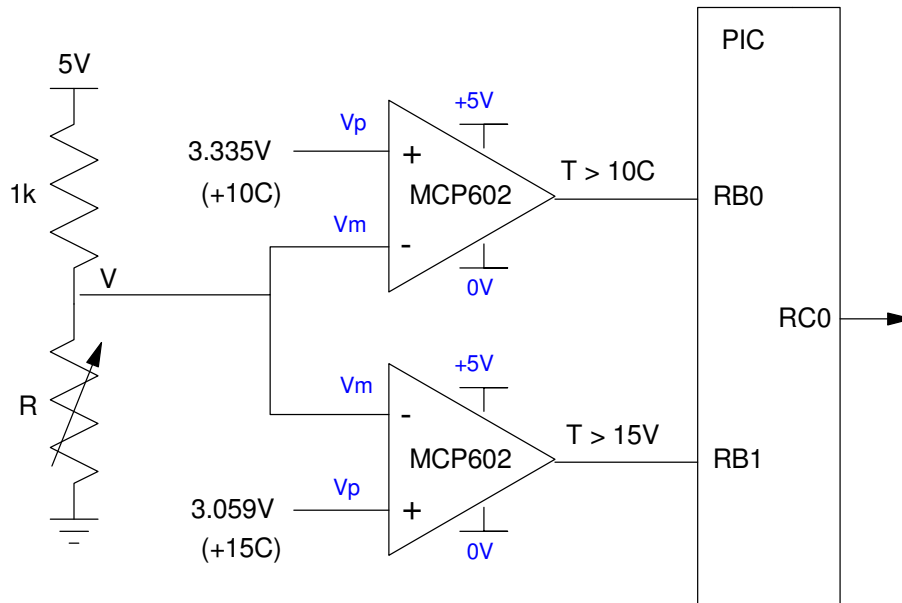 PIC
5V
+5V
Vp
3.335V
+
T > 10C
(+10C)
1k
MCP602
RB0
Vm
-
V
0V
RC0
+5V
Vm
-
R
T > 15V
MCP602
RB1
Vp
3.059V
+
(+15C)
0V